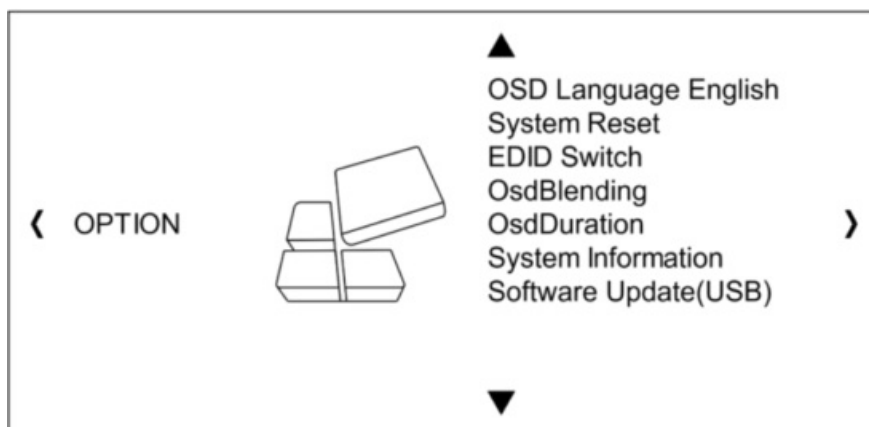 OPTION
OSD Language English
System Reset
EDID Switch
OsdBlending
OsdDuration
System Information
Software Update(USB)